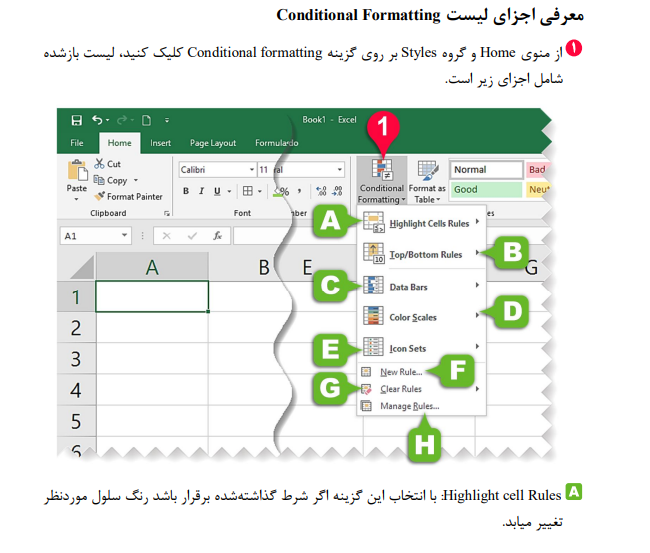 معرفی اجزای لیست Conditional Formatting
1 از منوی Home و گروه Styles بر روی گزینه Conditional formatting کلیک کنید، لیست بازشده
شامل اجزای زیر است.
Book1 - Excel
1
File Home Insert Page Layout Formula do
Cut
Copy
Format Painter
Paste
Clipboard
Calibri 11 ral
B I U %
Font
Conditional Formatting
Format as Table
Normal Bad
Good Neut
A Highlight Cells Rules
Top/Bottom Rules B
C Data Bars
Color Scales D
E Icon Sets
New Rule... F
G Clear Rules
Manage Rules...
H
A1 fx
A B E G
1
2
3
4
5
6
A Highlight cell Rules: با انتخاب این گزینه اگر شرط گذاشته‌شده برقرار باشد رنگ سلول موردنظر
تغییر میابد.